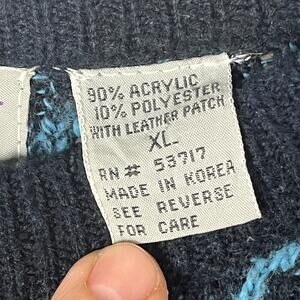 90% ACRYLIC
10% POLYESTER
WITH LEATHER PATCH
XL
RN# 53717
MADE IN KOREA
SEE REVERSE
FOR CARE